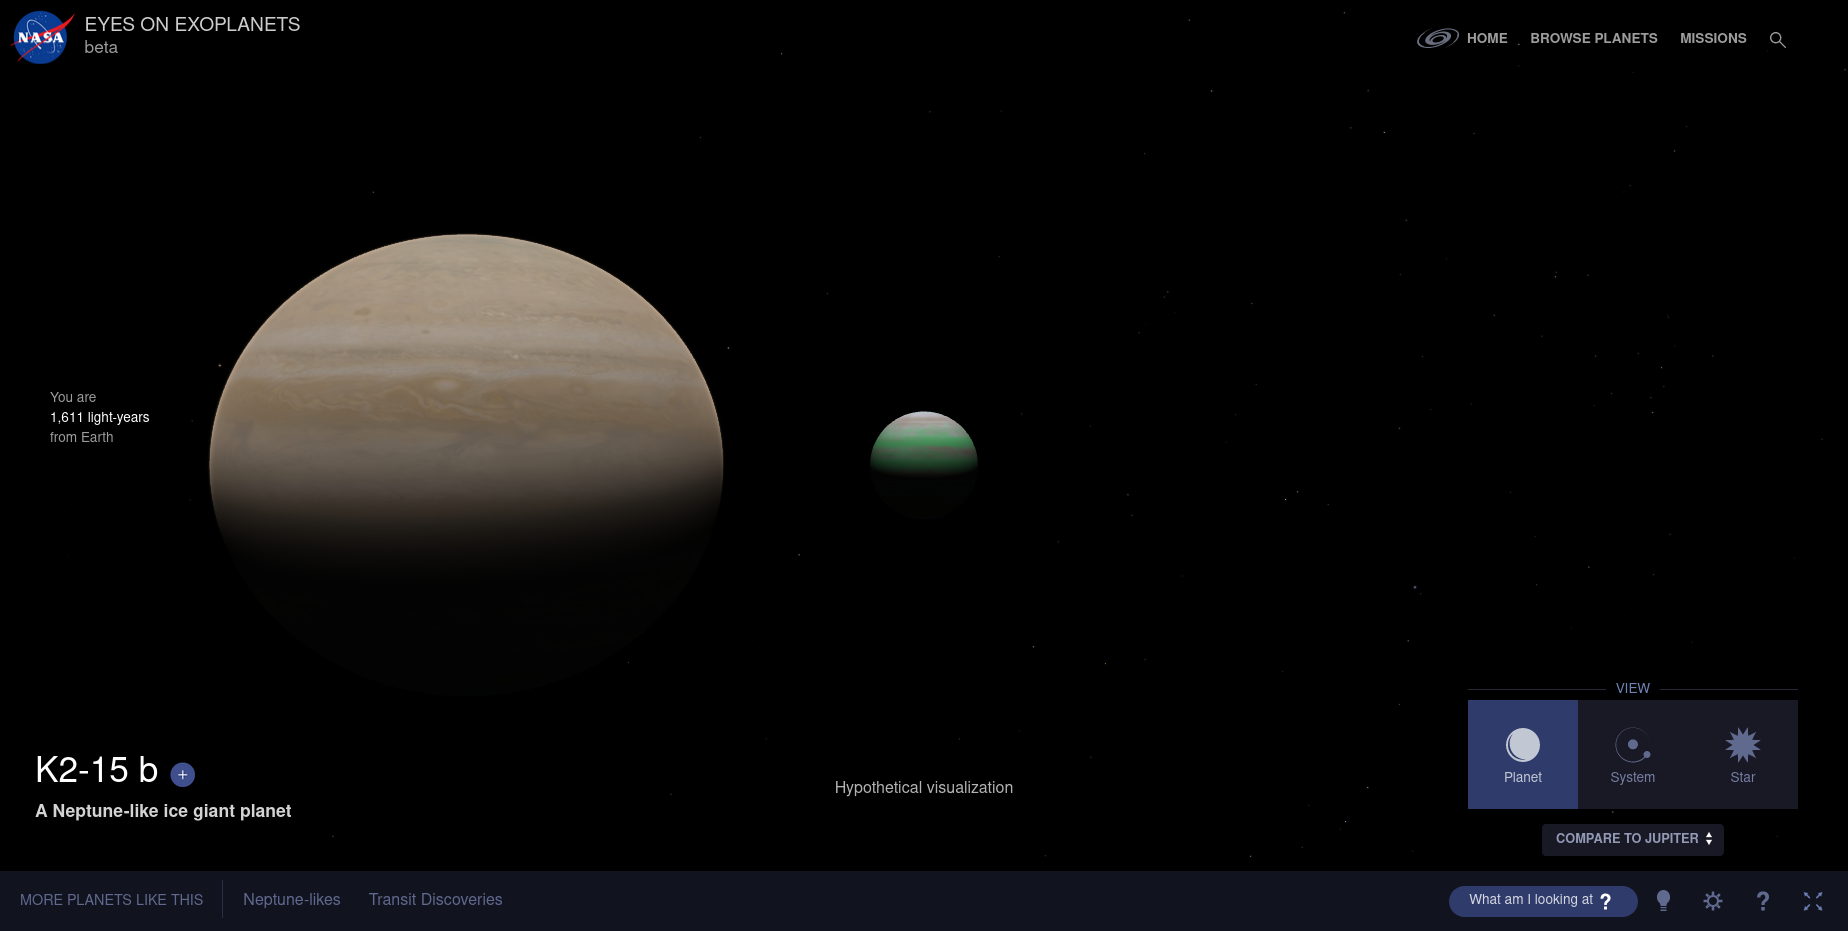 NASA
EYES ON EXOPLANETS
beta
HOME
BROWSE PLANETS
MISSIONS
You are
1,611 light-years
from Earth
K2-15 b +
A Neptune-like ice giant planet
Hypothetical visualization
VIEW
Planet
System
Star
COMPARE TO JUPITER
MORE PLANETS LIKE THIS
Neptune-likes
Transit Discoveries
What am I looking at ?
?